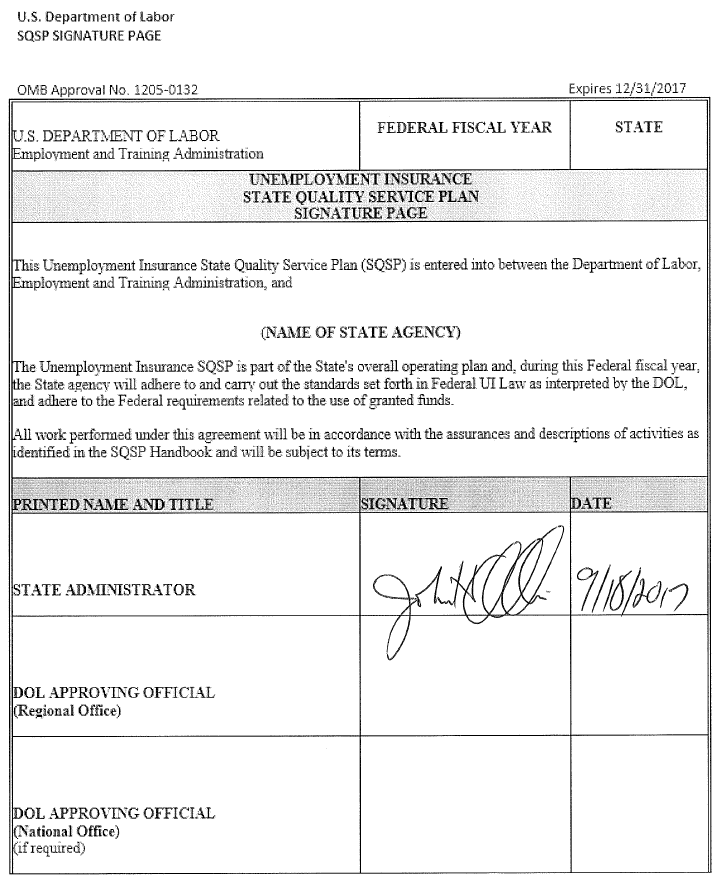 U.S. Department of Labor
SQSP SIGNATURE PAGE
OMB Approval No. 1205-0132
Expires 12/31/2017
U.S. DEPARTMENT OF LABOR
Employment and Training Administration
FEDERAL FISCAL YEAR
STATE
UNEMPLOYMENT INSURANCE
STATE QUALITY SERVICE PLAN
SIGNATURE PAGE
This Unemployment Insurance State Quality Service Plan (SQSP) is entered into between the Department of Labor,
Employment and Training Administration, and
(NAME OF STATE AGENCY)
The Unemployment Insurance SQSP is part of the State's overall operating plan and, during this Federal fiscal year,
the State agency will adhere to and carry out the standards set forth in Federal UI Law as interpreted by the DOL,
and adhere to the Federal requirements related to the use of granted funds.
All work performed under this agreement will be in accordance with the assurances and descriptions of activities as
identified in the SQSP Handbook and will be subject to its terms.
PRINTED NAME AND TITLE
SIGNATURE
DATE
STATE ADMINISTRATOR
John
9/18/2017
DOL APPROVING OFFICIAL
(Regional Office)
DOL APPROVING OFFICIAL
(National Office)
(if required)